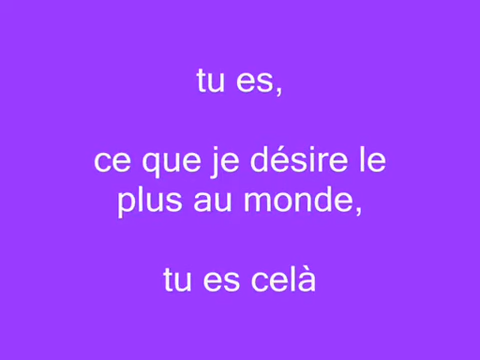 tu es,
ce que je désire le
plus au monde,
tu es celà